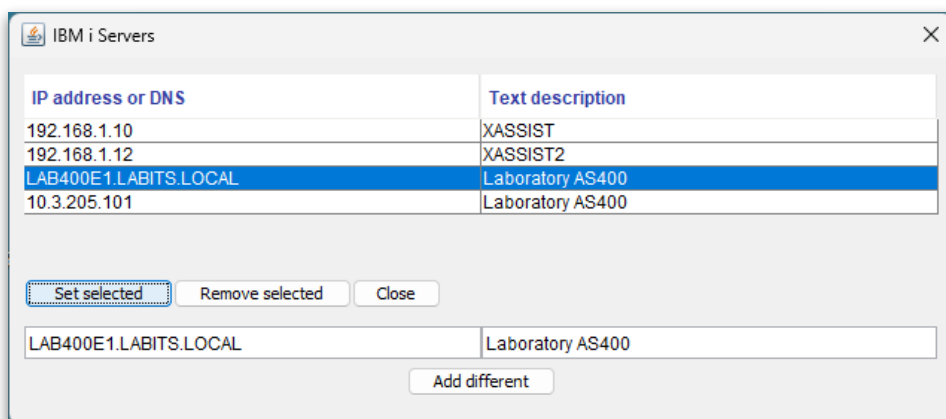 IBM i Servers
IP address or DNS Text description
192.168.1.10 XASSIST
192.168.1.12 XASSIST2
LAB400E1.LABITS.LOCAL Laboratory AS400
10.3.205.101 Laboratory AS400
Set selected Remove selected Close
LAB400E1.LABITS.LOCAL Laboratory AS400
Add different